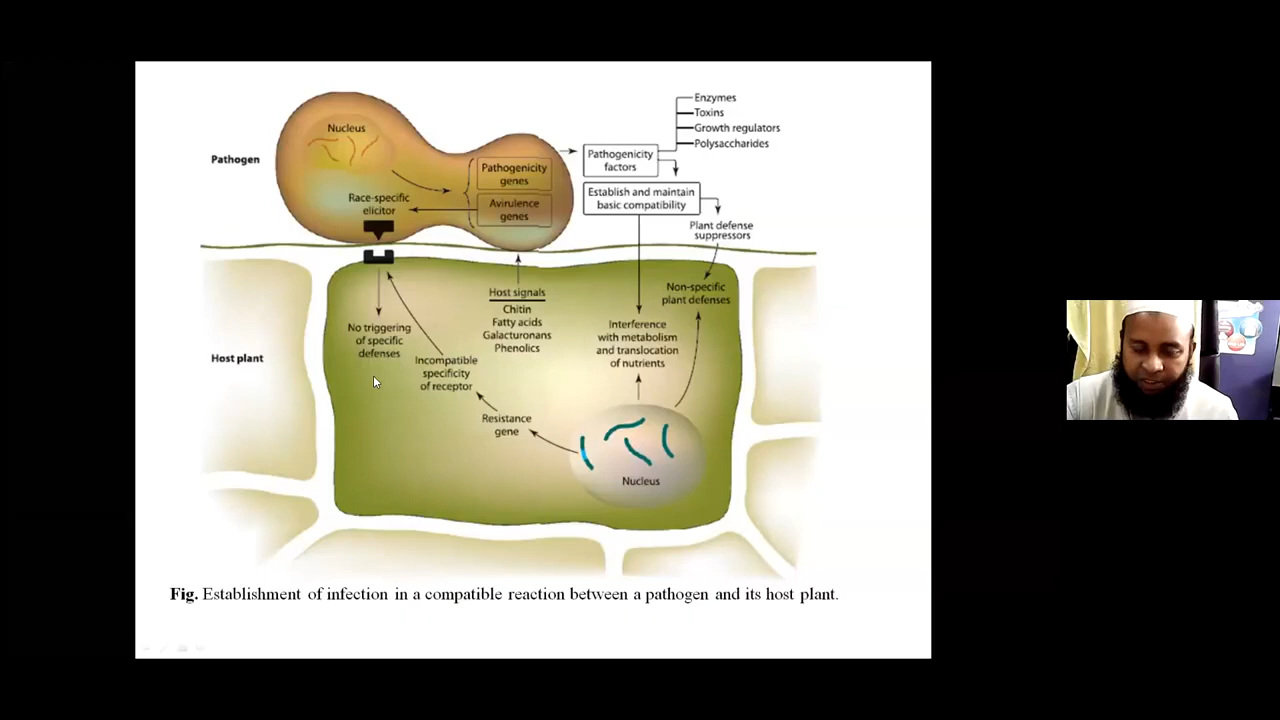 Enzymes
Toxins
Growth regulators
Polysaccharides
Nucleus
Pathogen
Pathogenicity
genes
Pathogenicity
factors
Race-specific
elicitor
Avirulence
genes
Establish and maintain
basic compatibility
Plant defense
suppressors
Host signals
Chitin
Fatty acids
Galacturonans
Phenolics
Non-specific
plant defenses
No triggering
of specific
defenses
Interference
with metabolism
and translocation
of nutrients
Host plant
Incompatible
specificity
of receptor
Resistance
gene
Nucleus
Fig. Establishment of infection in a compatible reaction between a pathogen and its host plant.